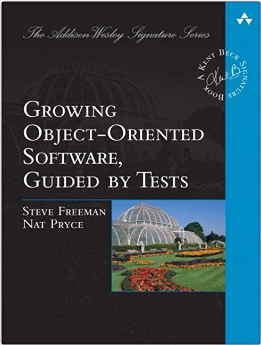 The Addison Wesley Signature Series
A KENT BECK SIGNATURE BOOK
GROWING
OBJECT-ORIENTED
SOFTWARE,
GUIDED BY TESTS
STEVE FREEMAN
NAT PRYCE